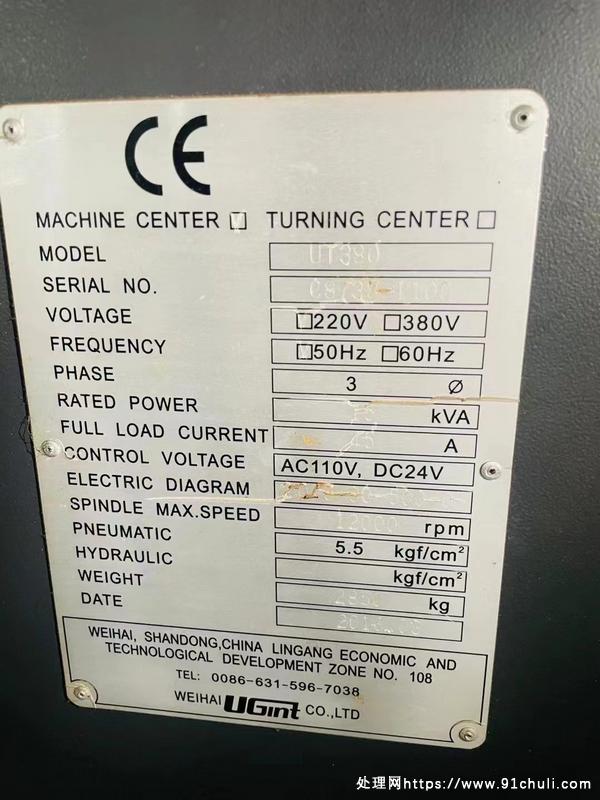 CE
MACHINE CENTER ☑ TURNING CENTER ☐
MODEL UT380
SERIAL NO.
VOLTAGE ☐220V ☐380V
FREQUENCY ☐50Hz ☐60Hz
PHASE 3 Ø
RATED POWER kVA
FULL LOAD CURRENT A
CONTROL VOLTAGE AC110V, DC24V
ELECTRIC DIAGRAM
SPINDLE MAX.SPEED 12000 rpm
PNEUMATIC 5.5 kgf/cm²
HYDRAULIC kgf/cm²
WEIGHT kg
DATE
WEIHAI, SHANDONG,CHINA LINGANG ECONOMIC AND
TECHNOLOGICAL DEVELOPMENT ZONE NO. 108
TEL: 0086-631-596-7038
WEIHAI UGint CO.,LTD
处理网https://www.91chuli.com